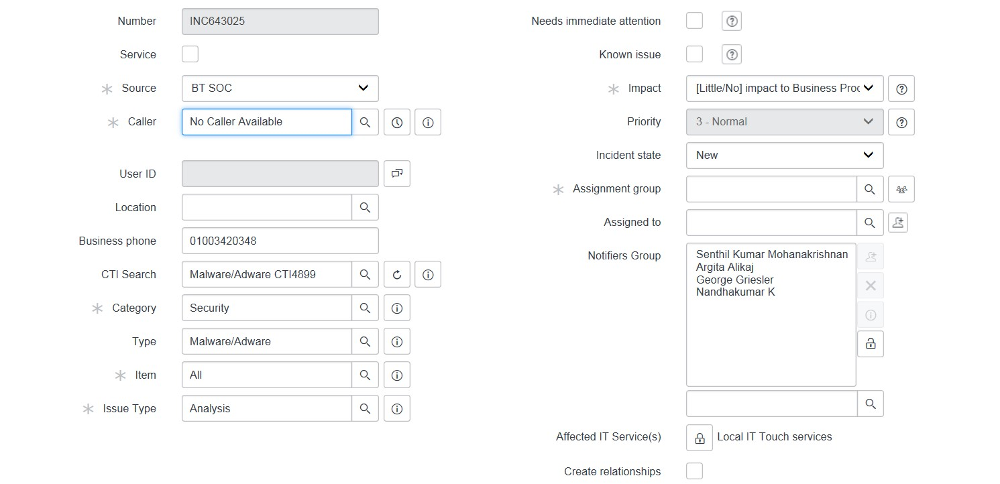 Number
INC643025
Service
Source
BT SOC
Caller
No Caller Available
User ID
Location
Business phone
01003420348
CTI Search
Malware/Adware CTI4899
Category
Security
Type
Malware/Adware
Item
All
Issue Type
Analysis
Needs immediate attention
Known issue
Impact
[Little/No] impact to Business Proc
Priority
3 - Normal
Incident state
New
Assignment group
Assigned to
Notifiers Group
Senthil Kumar Mohanakrishnan
Argita Alikaj
George Griesler
Nandhakumar K
Affected IT Service(s)
Local IT Touch services
Create relationships